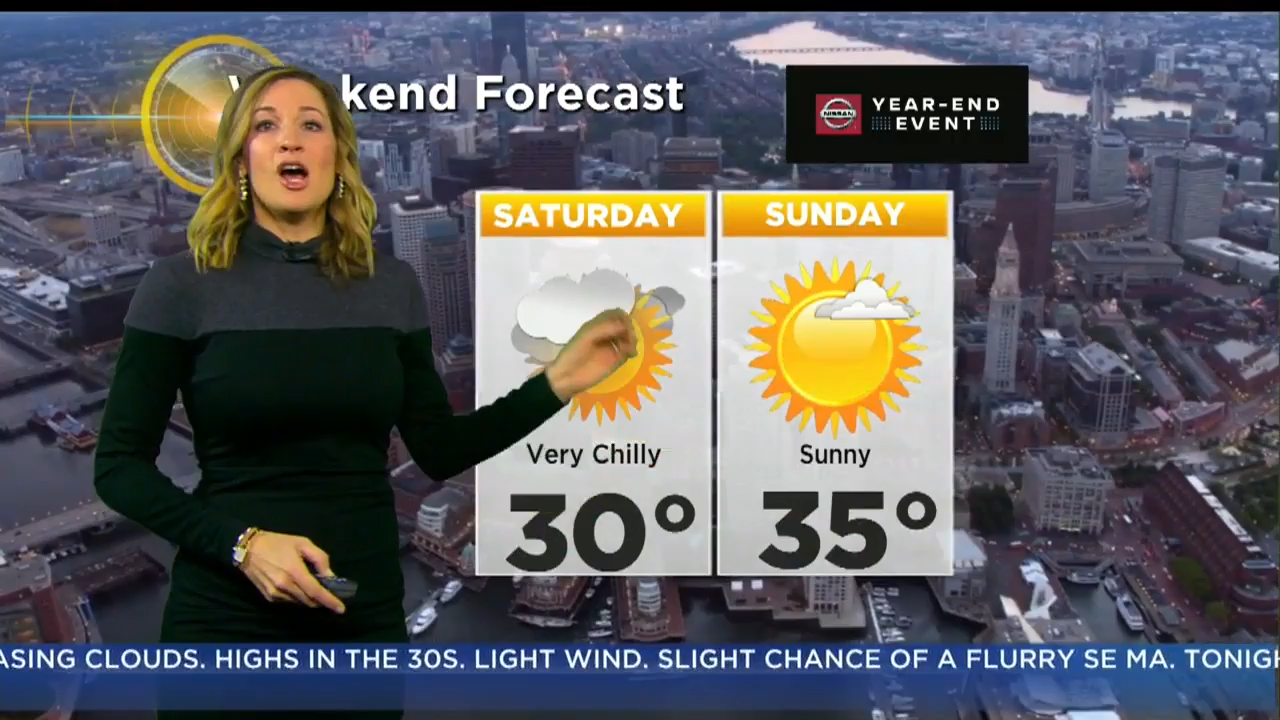 kend Forecast
NISSAN
YEAR-END
EVENT
SATURDAY
SUNDAY
Very Chilly
Sunny
30°
35°
ASING CLOUDS. HIGHS IN THE 30S. LIGHT WIND. SLIGHT CHANCE OF A FLURRY SE MA. TONIGH